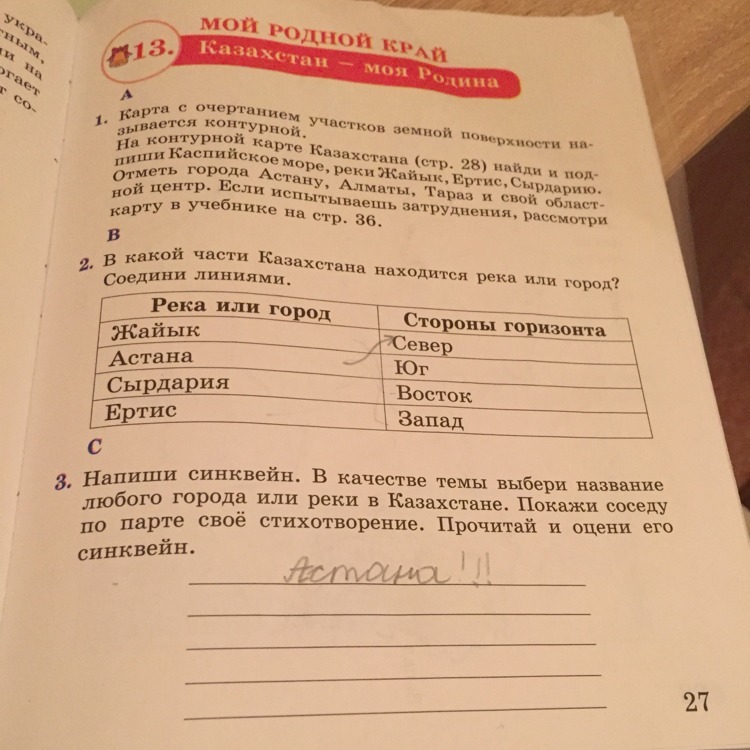 укра-
ным,
и на
огает
т со-
МОЙ РОДНОЙ КРАЙ
13.
Казахстан – моя Родина
А
1. Карта с очертанием участков земной поверхности на-
зывается контурной.
На контурной карте Казахстана (стр. 28) найди и под-
пиши Каспийское море, реки Жайык, Ертис, Сырдарию.
Отметь города Астану, Алматы, Тараз и свой област-
ной центр. Если испытываешь затруднения, рассмотри
карту в учебнике на стр. 36.
В
2. В какой части Казахстана находится река или город?
Соедини линиями.
Река или город Стороны горизонта
Жайык Север
Астана Юг
Сырдария Восток
Ертис Запад
С
3. Напиши синквейн. В качестве темы выбери название
любого города или реки в Казахстане. Покажи соседу
по парте своё стихотворение. Прочитай и оцени его
синквейн.
Астана!!!
27